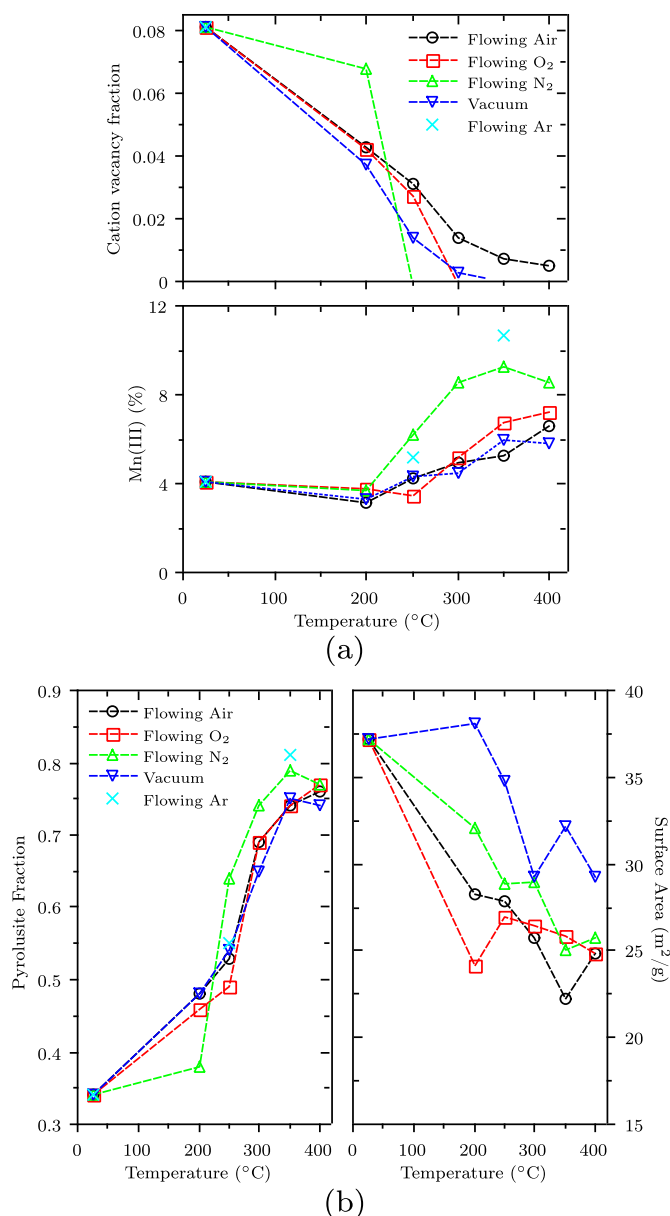 0.08
0.06
0.04
0.02
0
Cation vacancy fraction
Flowing Air
Flowing O₂
Flowing N₂
Vacuum
Flowing Ar
12
8
4
0
Mn(III) (%)
0 100 200 300 400
Temperature (°C)
(a)
0.9
0.8
0.7
0.6
0.5
0.4
0.3
Pyrolusite Fraction
Flowing Air
Flowing O₂
Flowing N₂
Vacuum
Flowing Ar
0 100 200 300 400
Temperature (°C)
40
35
30
25
20
15
Surface Area (m²/g)
0 100 200 300 400
Temperature (°C)
(b)